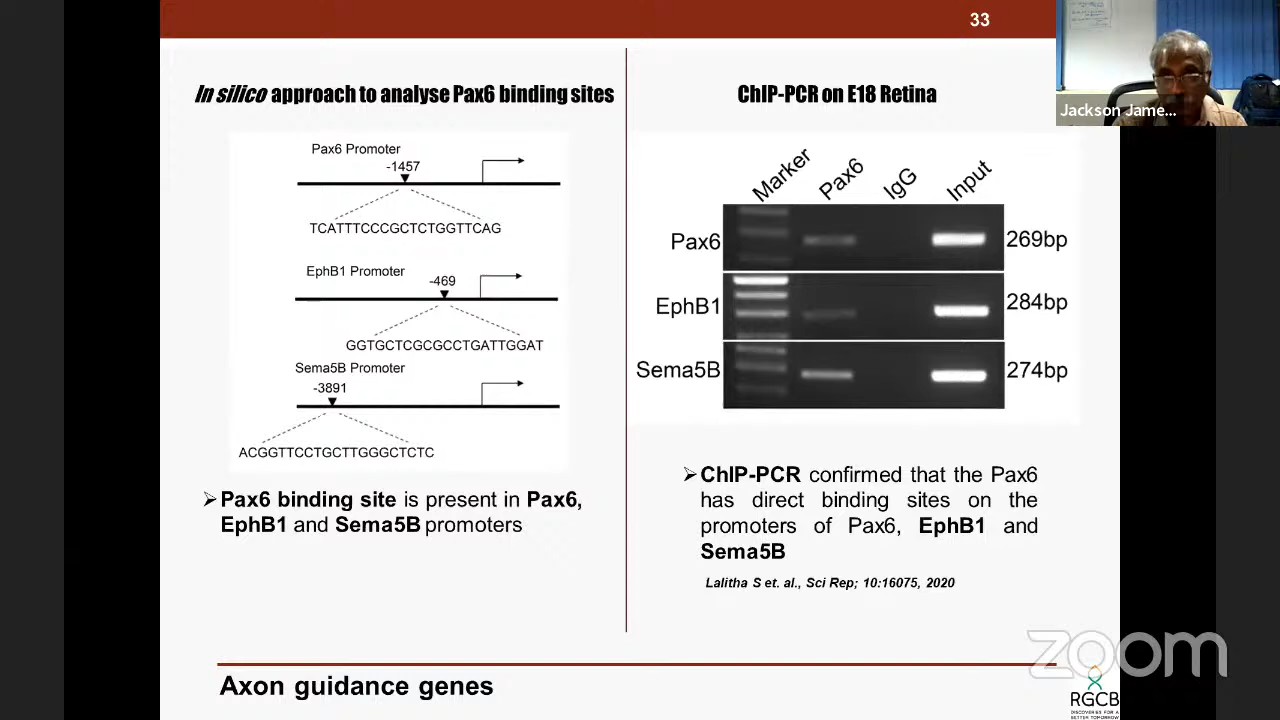 33
Jackson Jame...
In silico approach to analyse Pax6 binding sites
Pax6 Promoter
-1457
TCATTTCCCGCTCTGGTTCAG
EphB1 Promoter
-469
GGTGCTCGCGCCTGATTGGAT
Sema5B Promoter
-3891
ACGGTTCCTGCTTGGGCTCTC
➢Pax6 binding site is present in Pax6,
EphB1 and Sema5B promoters
ChIP-PCR on E18 Retina
Marker Pax6 IgG Input
Pax6 269bp
EphB1 284bp
Sema5B 274bp
➢ChIP-PCR confirmed that the Pax6
has direct binding sites on the
promoters of Pax6, EphB1 and
Sema5B
Lalitha S et. al., Sci Rep; 10:16075, 2020
Axon guidance genes
zoom
RGCB
DISCOVERIES FOR A
BETTER TOMORROW